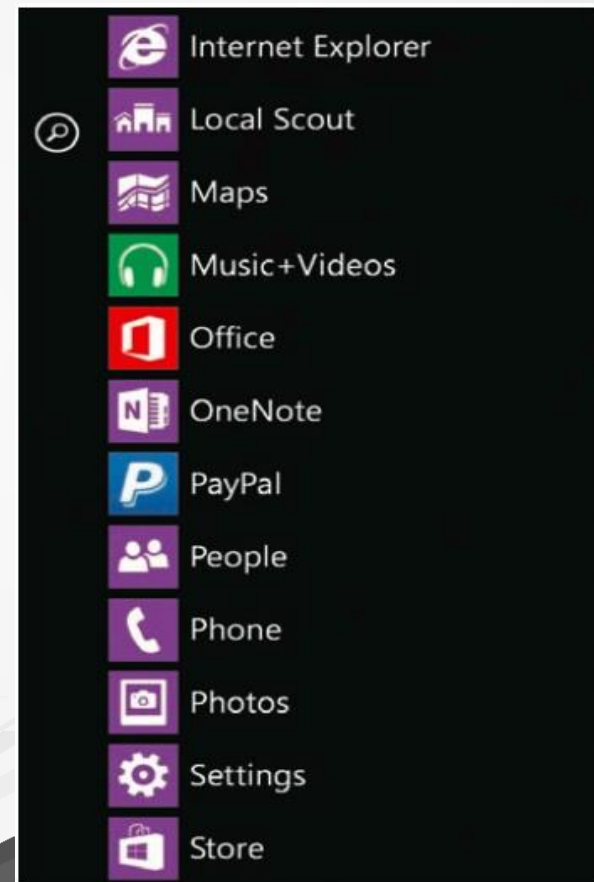 Internet Explorer
Local Scout
Maps
Music+Videos
Office
OneNote
PayPal
People
Phone
Photos
Settings
Store